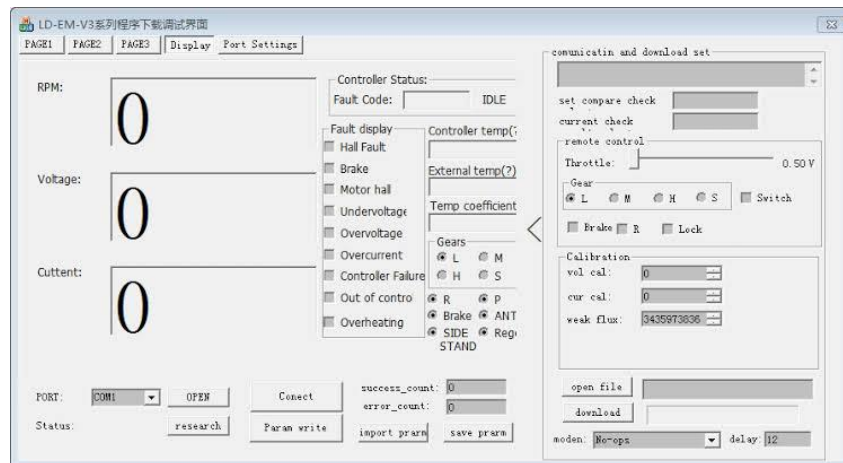 LD-EM-V3系列程序下载调试界面
PAGE1 PAGE2 PAGE3 Display Port Settings
RPM:
0
Voltage:
0
Cuttent:
0
Controller Status:
Fault Code: IDLE
Fault display
Hall Fault
Brake
Motor hall
Undervoltage
Overvoltage
Overcurrent
Controller Failure
Out of contro
Overheating
Controller temp(?
External temp(?)
Temp coefficient
Gears
L M
H S
R P
Brake ANT
SIDE STAND Rege
PORT: COM1 OPEN Conect
Status: research Param write
success_count: 0
error_count: 0
import prarm save prarm
comunicatin and download set
set compare check
current check
remote control
Throttle: 0.50 V
Gear
L M H S Switch
Brake R Lock
Calibration
vol cal: 0
cur cal: 0
weak flux: 3435973836
open file
download
moden: No-ops delay: 12